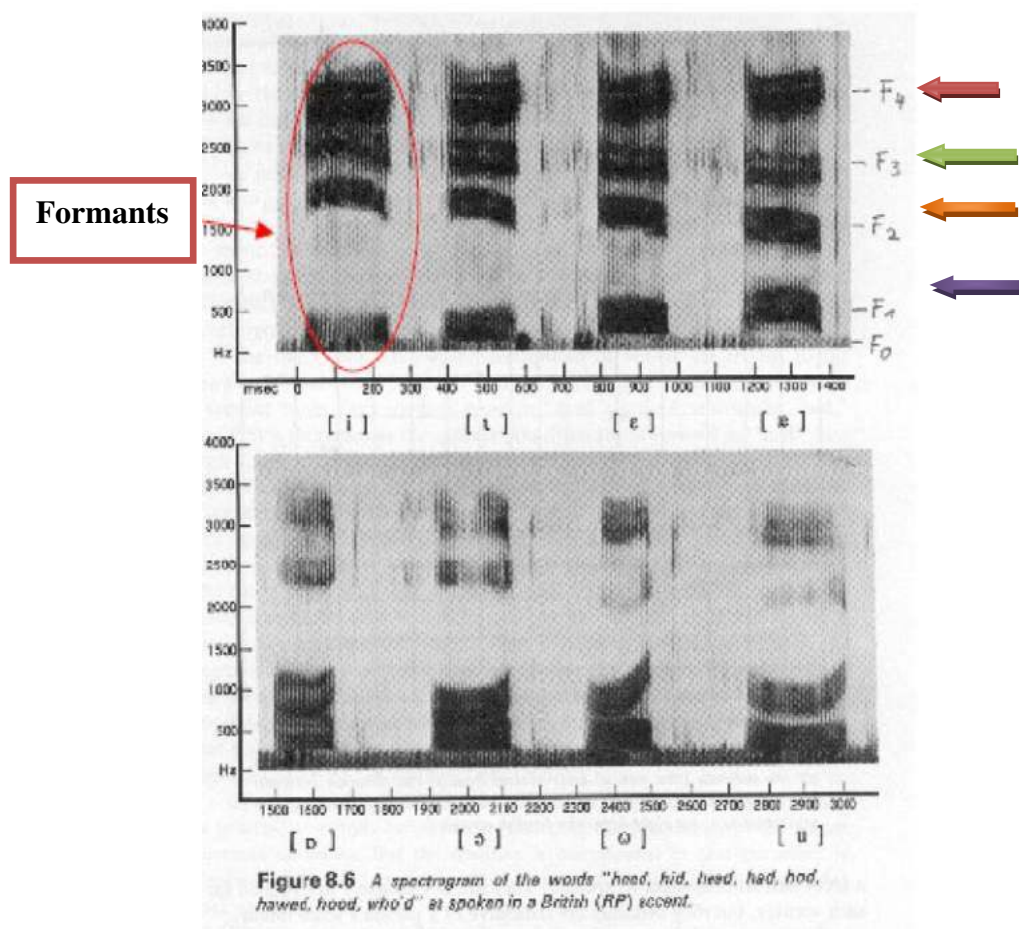 4000
3500
3000
2500
2000
1500
1000
500
Hz
F4
F3
F2
F1
F0
Formants
msec 0 200 300 400 500 600 700 800 900 1000 1100 1200 1300 1400
[ i ] [ ɩ ] [ ɛ ] [ æ ]
4000
3500
3000
2500
2000
1500
1000
500
Hz
1500 1600 1700 1800 1900 2000 2100 2200 2300 2400 2500 2600 2700 2800 2900 3000
[ ɒ ] [ ɔ ] [ ω ] [ u ]
Figure 8.6 A spectrogram of the words "heed, hid, head, had, hod,
hawed, hood, who'd" as spoken in a British (RP) accent.